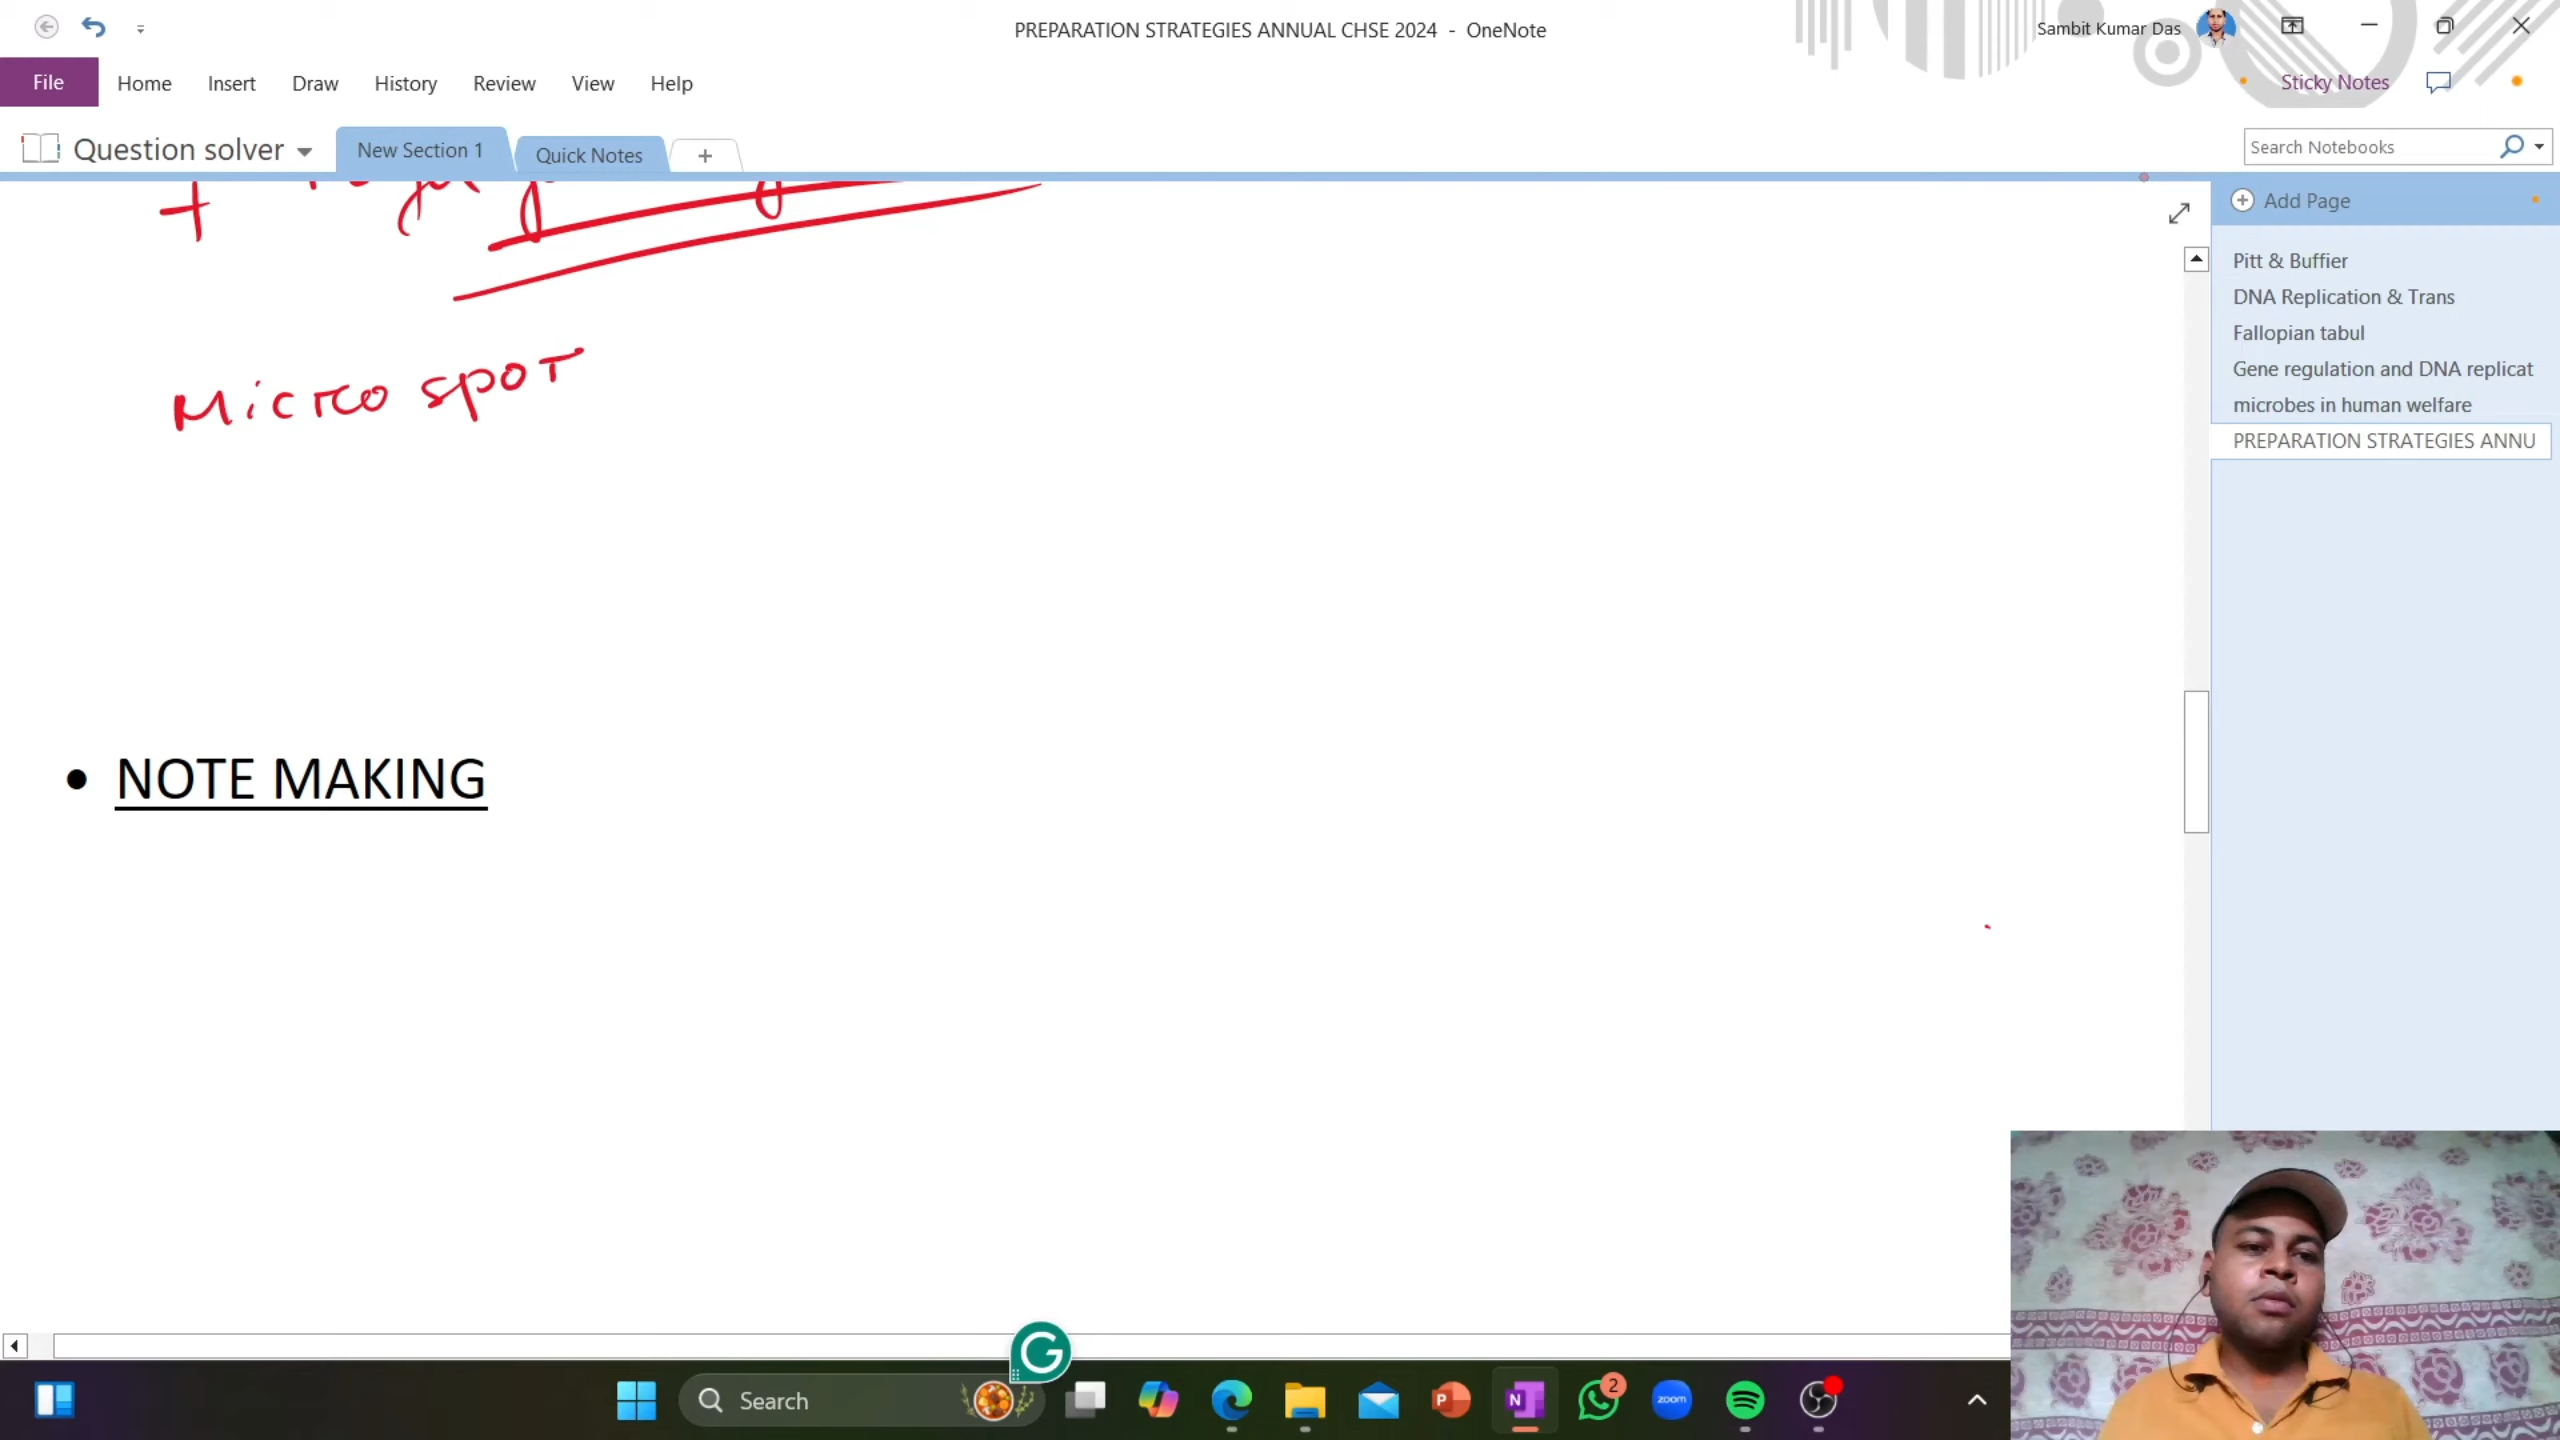 PREPARATION STRATEGIES ANNUAL CHSE 2024 - OneNote
Sambit Kumar Das
File Home Insert Draw History Review View Help
Sticky Notes
Question solver New Section 1 Quick Notes +
Search Notebooks
Add Page
+
Micro spot
Pitt & Buffier
DNA Replication & Trans
Fallopian tabul
Gene regulation and DNA replicat
microbes in human welfare
PREPARATION STRATEGIES ANNU
• NOTE MAKING
G
Search
P
N
2
zoom